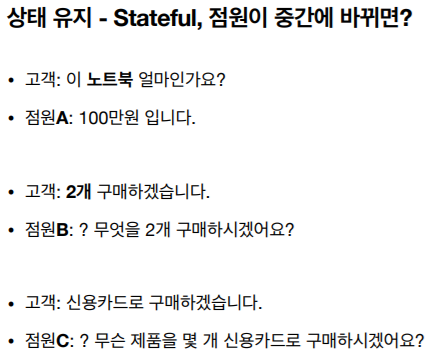 상태 유지 - Stateful, 점원이 중간에 바뀌면?
• 고객: 이 노트북 얼마인가요?
• 점원A: 100만원 입니다.
• 고객: 2개 구매하겠습니다.
• 점원B: ? 무엇을 2개 구매하시겠어요?
• 고객: 신용카드로 구매하겠습니다.
• 점원C: ? 무슨 제품을 몇 개 신용카드로 구매하시겠어요?